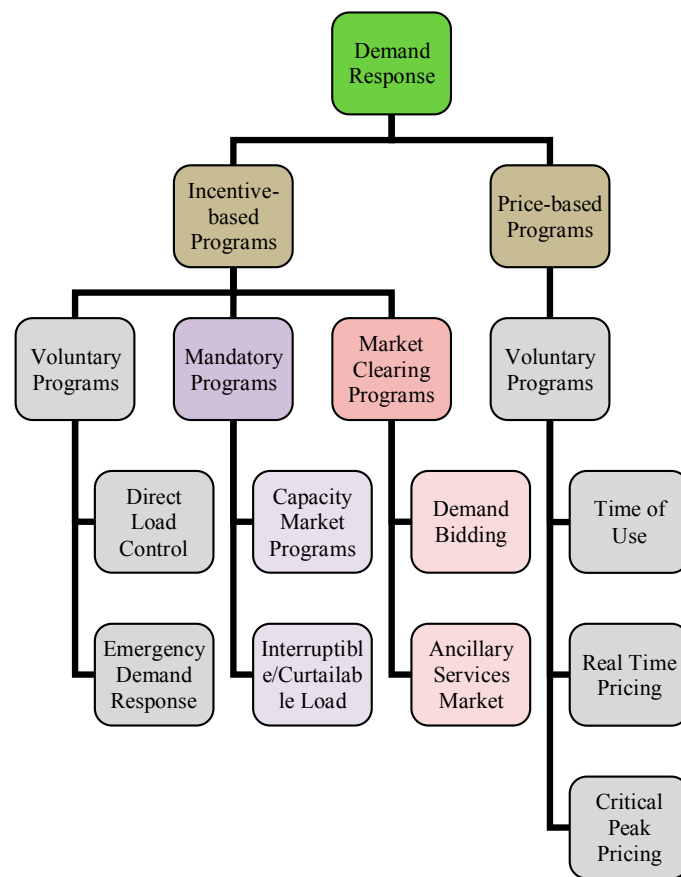 Demand
Response
Incentive-
based
Programs
Price-based
Programs
Voluntary
Programs
Mandatory
Programs
Market
Clearing
Programs
Voluntary
Programs
Direct
Load
Control
Capacity
Market
Programs
Demand
Bidding
Time of
Use
Emergency
Demand
Response
Interruptibl
e/Curtailab
le Load
Ancillary
Services
Market
Real Time
Pricing
Critical
Peak
Pricing